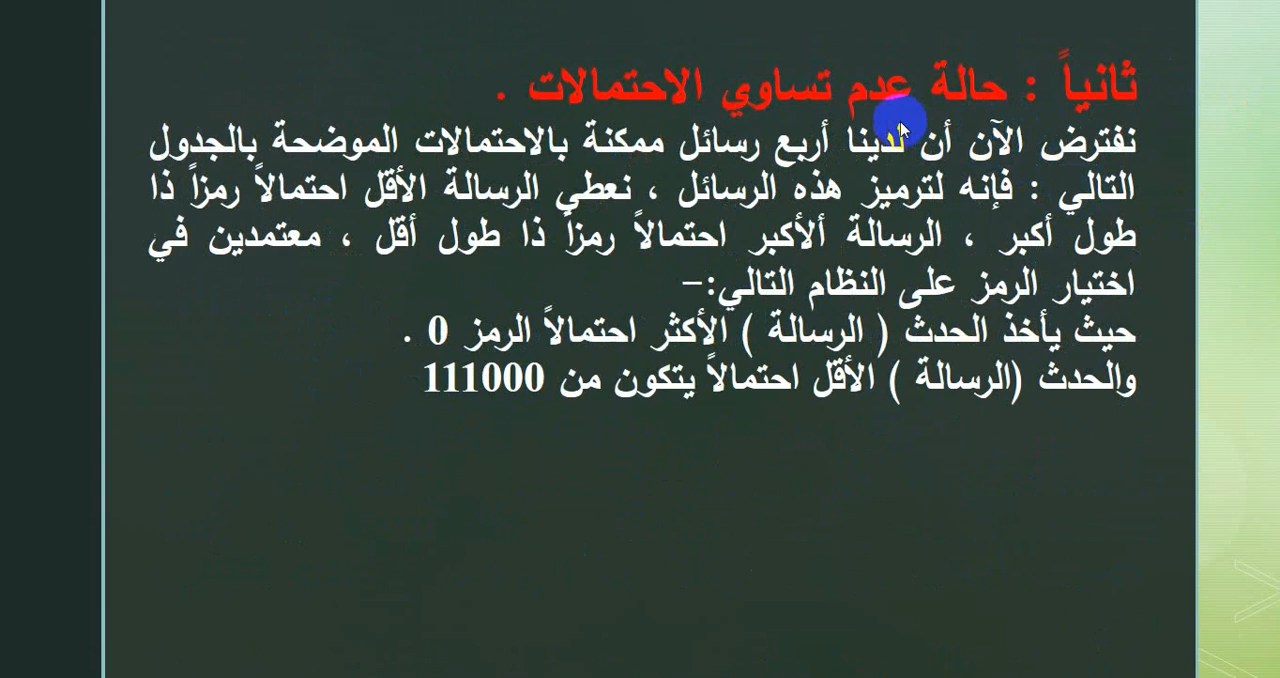 ثانياً : حالة عدم تساوي الاحتمالات .
نفترض الآن أن لدينا أربع رسائل ممكنة بالاحتمالات الموضحة بالجدول
التالي : فإنه لترميز هذه الرسائل ، نعطي الرسالة الأقل احتمالاً رمزاً ذا
طول أكبر ، الرسالة ألأكبر احتمالاً رمزاً ذا طول أقل ، معتمدين في
اختيار الرمز على النظام التالي:–
حيث يأخذ الحدث ( الرسالة ) الأكثر احتمالاً الرمز 0 .
والحدث (الرسالة ) الأقل احتمالاً يتكون من 111000